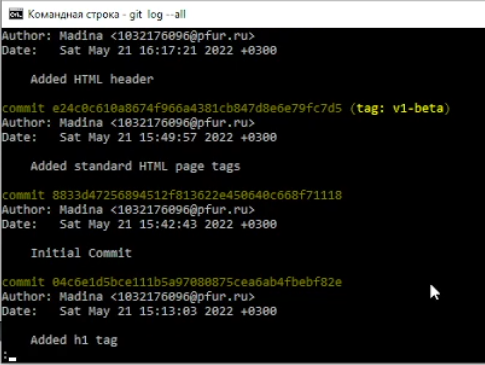 Командная строка - git log --all
Author: Madina <1032176096@pfur.ru>
Date:   Sat May 21 16:17:21 2022 +0300
    Added HTML header
commit e24c0c610a8674f966a4381cb847d8e6e79fc7d5 (tag: v1-beta)
Author: Madina <1032176096@pfur.ru>
Date:   Sat May 21 15:49:57 2022 +0300
    Added standard HTML page tags
commit 8833d47256894512f813622e450640c668f71118
Author: Madina <1032176096@pfur.ru>
Date:   Sat May 21 15:42:43 2022 +0300
    Initial Commit
commit 04c6e1d5bce111b5a97080875cea6ab4fbebf82e
Author: Madina <1032176096@pfur.ru>
Date:   Sat May 21 15:13:03 2022 +0300
    Added h1 tag
: